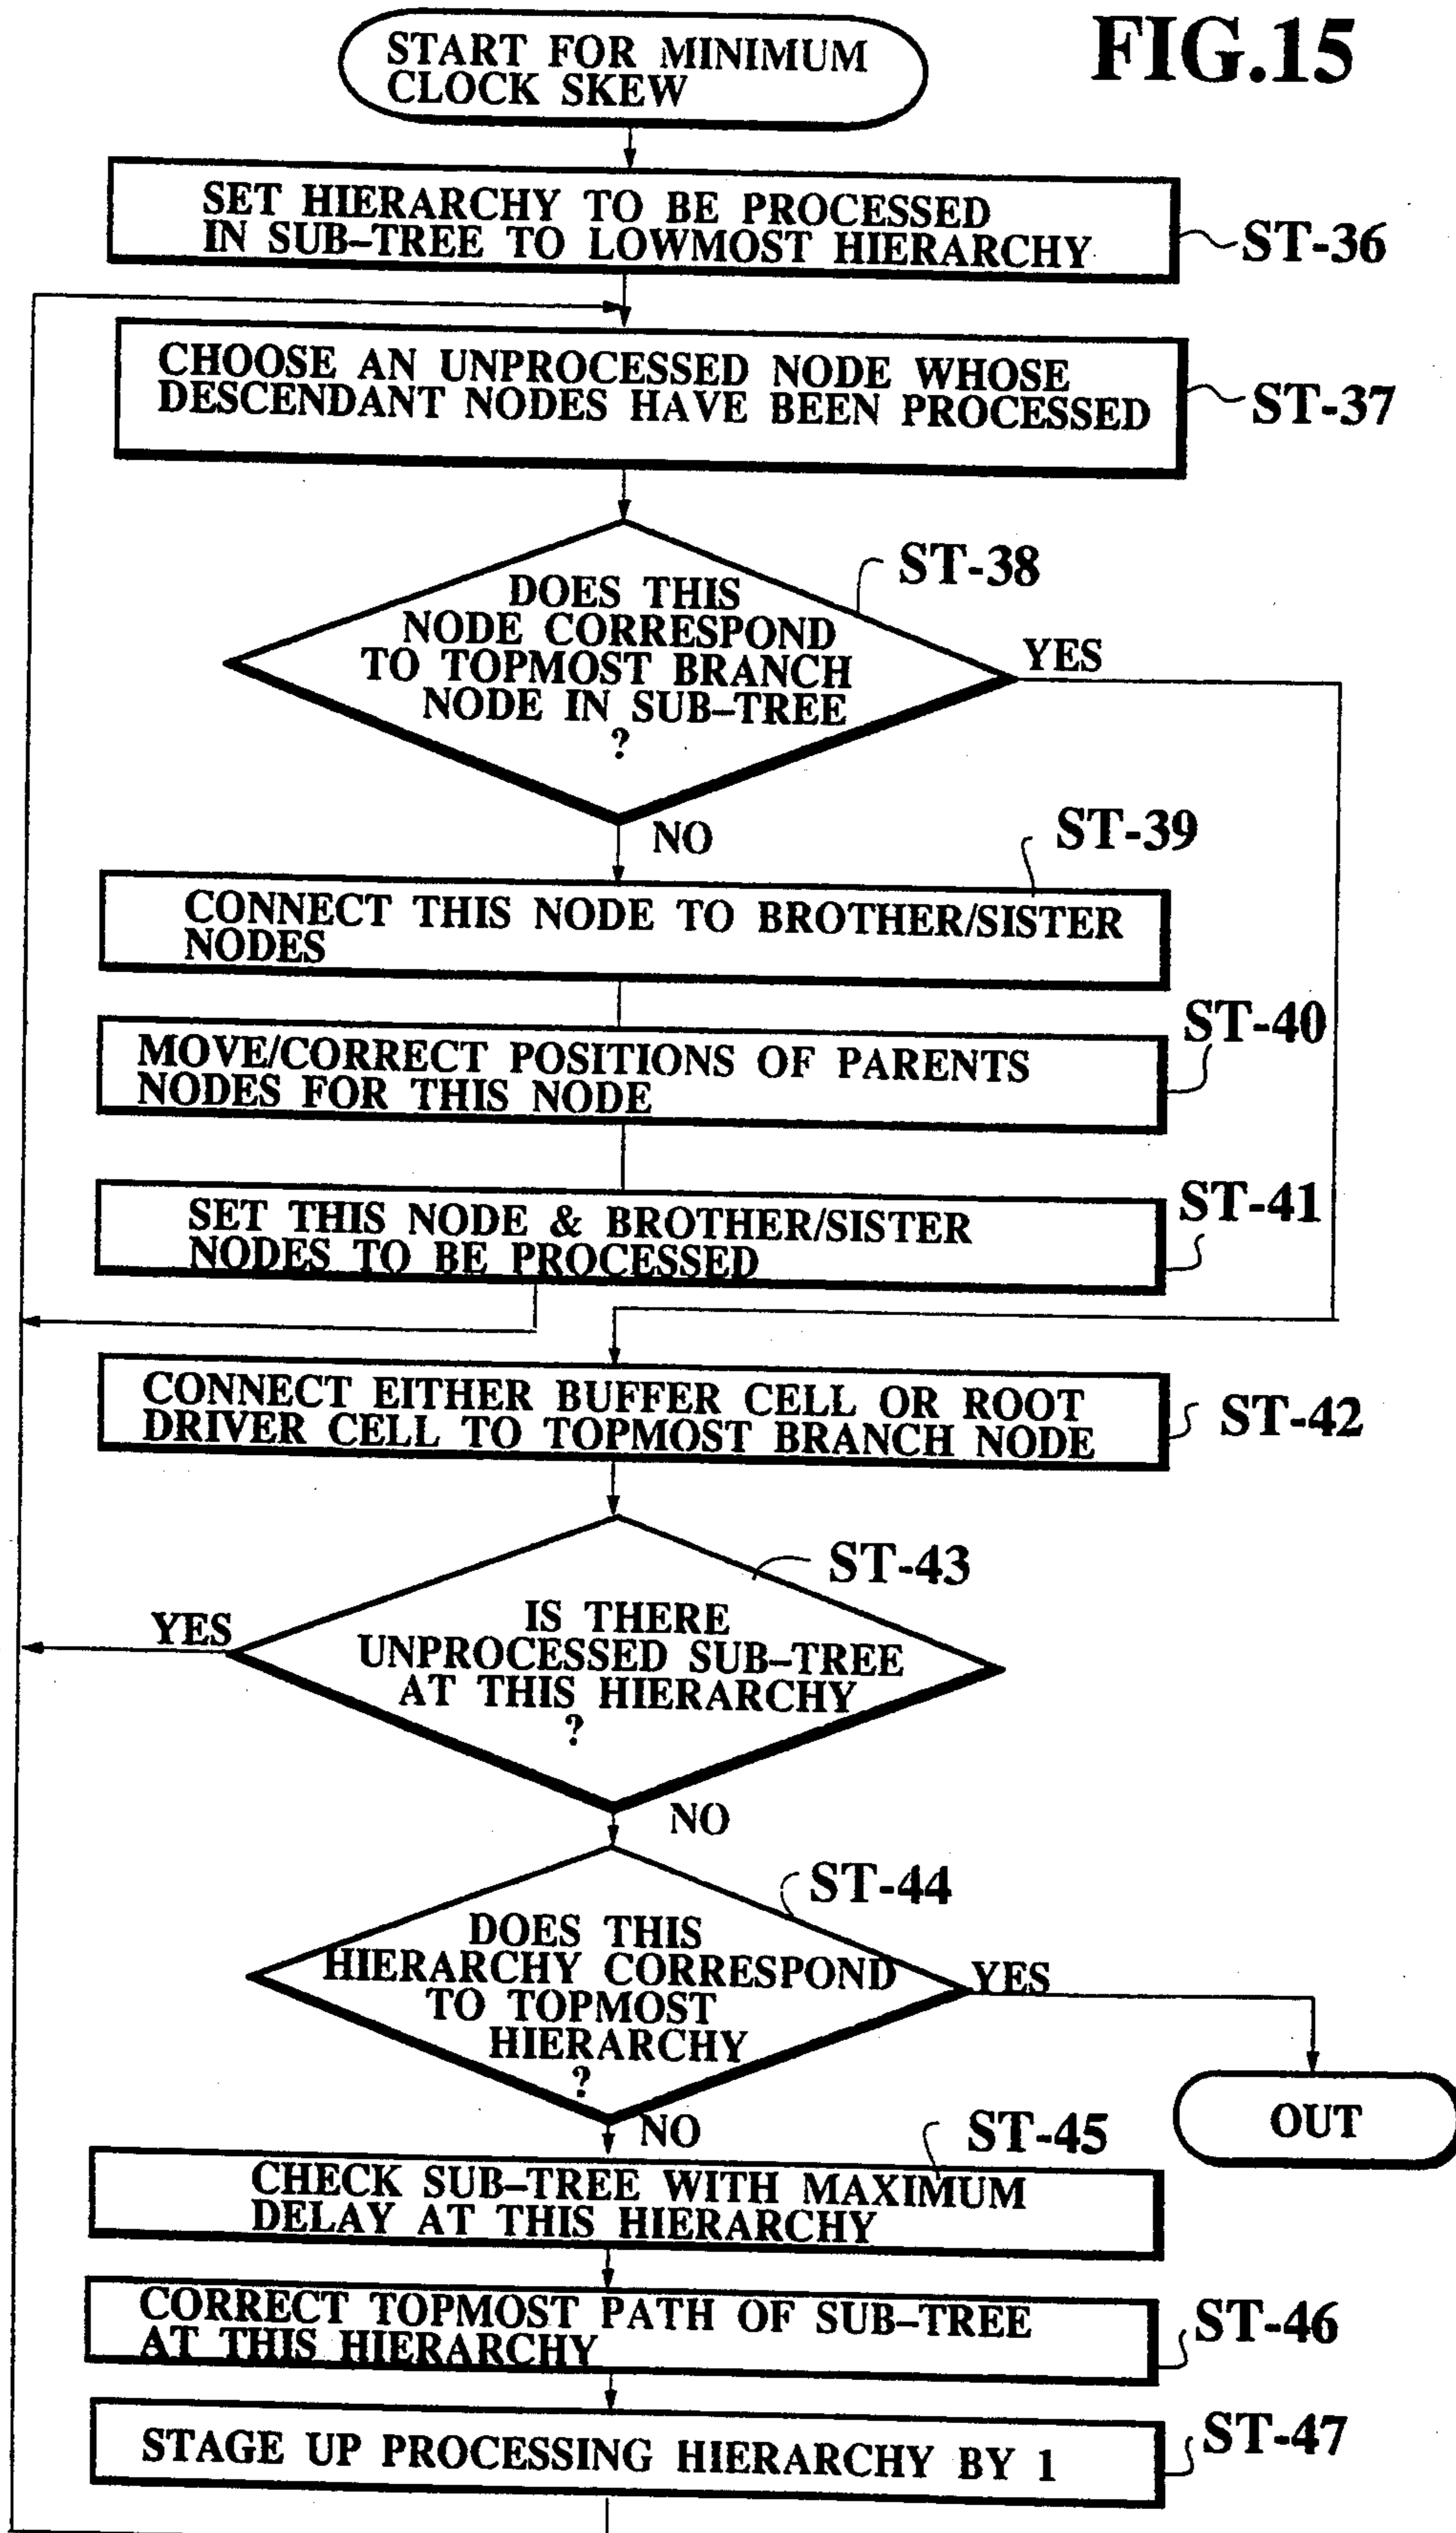 FIG.15
START FOR MINIMUM
CLOCK SKEW
SET HIERARCHY TO BE PROCESSED
IN SUB-TREE TO LOWMOST HIERARCHY
ST-36
CHOOSE AN UNPROCESSED NODE WHOSE
DESCENDANT NODES HAVE BEEN PROCESSED
ST-37
ST-38
DOES THIS
NODE CORRESPOND
TO TOPMOST BRANCH
NODE IN SUB-TREE
?
YES
NO
ST-39
CONNECT THIS NODE TO BROTHER/SISTER
NODES
ST-40
MOVE/CORRECT POSITIONS OF PARENTS
NODES FOR THIS NODE
ST-41
SET THIS NODE & BROTHER/SISTER
NODES TO BE PROCESSED
CONNECT EITHER BUFFER CELL OR ROOT
DRIVER CELL TO TOPMOST BRANCH NODE
ST-42
ST-43
YES
IS THERE
UNPROCESSED SUB-TREE
AT THIS HIERARCHY
?
NO
ST-44
DOES THIS
HIERARCHY CORRESPOND
TO TOPMOST
HIERARCHY
?
YES
OUT
NO
ST-45
CHECK SUB-TREE WITH MAXIMUM
DELAY AT THIS HIERARCHY
CORRECT TOPMOST PATH OF SUB-TREE
AT THIS HIERARCHY
ST-46
STAGE UP PROCESSING HIERARCHY BY 1
ST-47